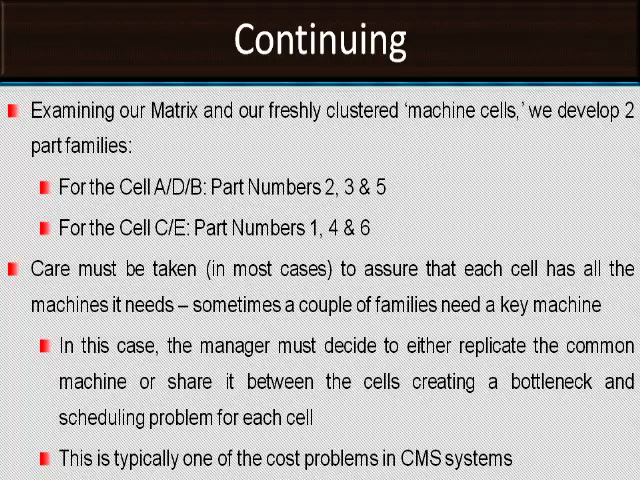 Continuing
Examining our Matrix and our freshly clustered ‘machine cells,’ we develop 2
part families:
For the Cell A/D/B: Part Numbers 2, 3 & 5
For the Cell C/E: Part Numbers 1, 4 & 6
Care must be taken (in most cases) to assure that each cell has all the
machines it needs – sometimes a couple of families need a key machine
In this case, the manager must decide to either replicate the common
machine or share it between the cells creating a bottleneck and
scheduling problem for each cell
This is typically one of the cost problems in CMS systems